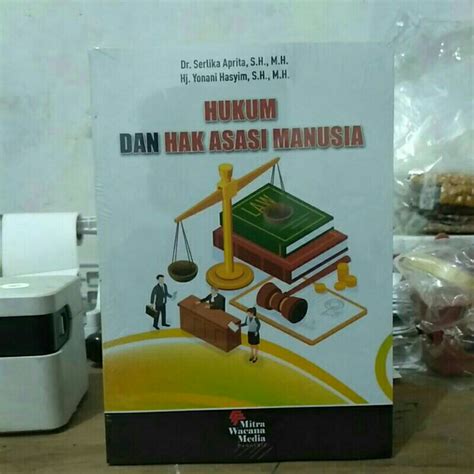 Dr. Serlika Aprita, S.H., M.H.
Hj. Yonani Hasyim, S.H., M.H.
HUKUM
DAN HAK ASASI MANUSIA
LAW
Mitra
Wacana
Media